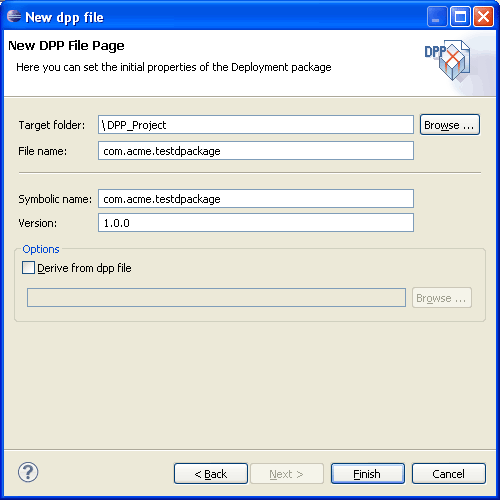 New dpp file
New DPP File Page
Here you can set the initial properties of the Deployment package
DPP
Target folder: \DPP_Project Browse ...
File name: com.acme.testdpackage
Symbolic name: com.acme.testdpackage
Version: 1.0.0
Options
Derive from dpp file
Browse ...
? < Back Next > Finish Cancel